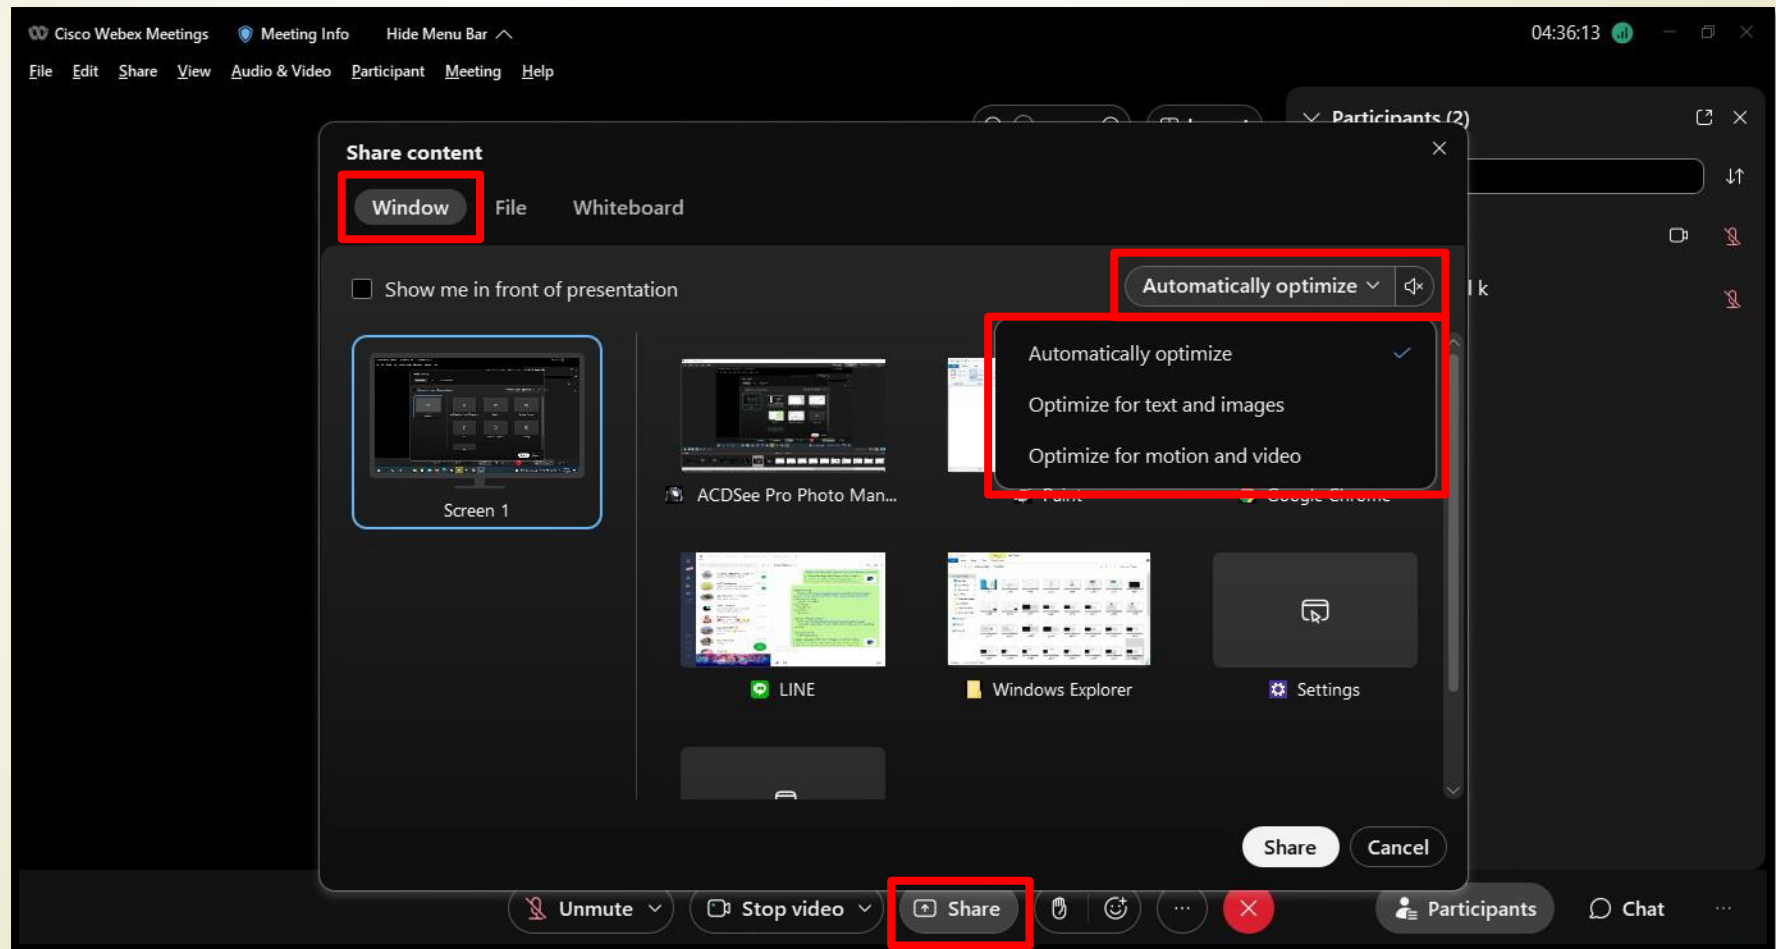 Cisco Webex Meetings Meeting Info Hide Menu Bar
04:36:13
File Edit Share View Audio & Video Participant Meeting Help
Participants (2)
Share content
Window File Whiteboard
Show me in front of presentation
Automatically optimize
l k
Automatically optimize
Optimize for text and images
Optimize for motion and video
Screen 1
ACDSee Pro Photo Man...
Paint
Google Chrome
LINE
Windows Explorer
Settings
Share Cancel
Unmute Stop video Share Participants Chat